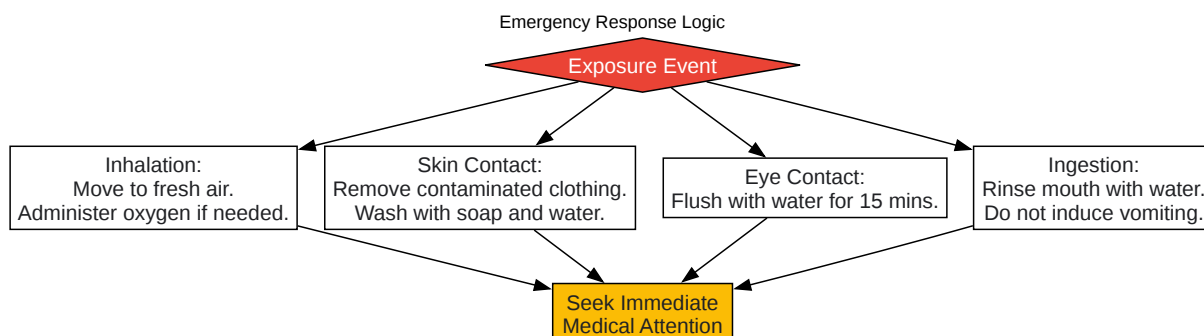 Emergency Response Logic
Exposure Event
Inhalation:
Move to fresh air.
Administer oxygen if needed.
Skin Contact:
Remove contaminated clothing.
Wash with soap and water.
Eye Contact:
Flush with water for 15 mins.
Ingestion:
Rinse mouth with water.
Do not induce vomiting.
Seek Immediate
Medical Attention